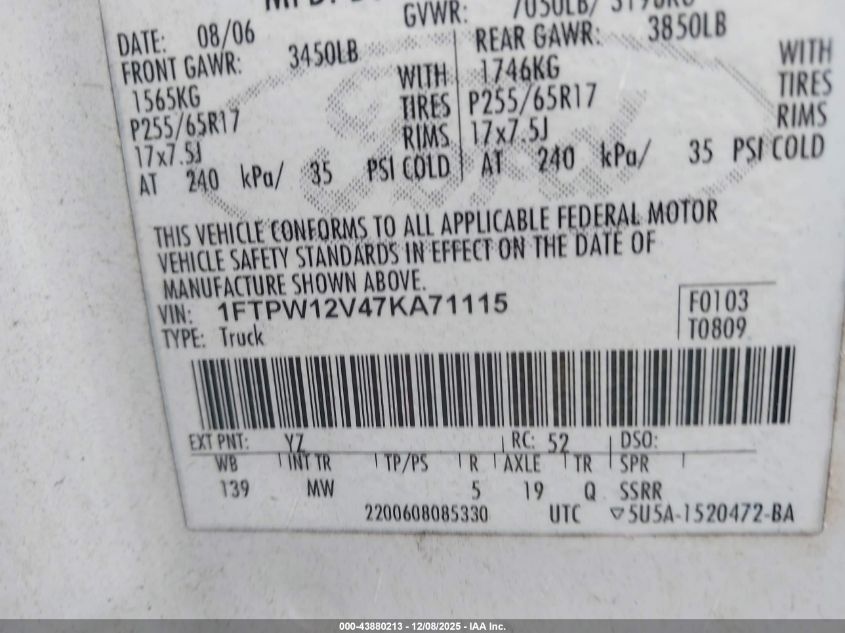 GVWR: 7050LB/
DATE: 08/06
FRONT GAWR: 3450LB
REAR GAWR: 3850LB
1565KG WITH
1746KG WITH
P255/65R17 TIRES
P255/65R17 TIRES
17x7.5J RIMS
17x7.5J RIMS
AT 240 kPa/ 35 PSI COLD
AT 240 kPa/ 35 PSI COLD
THIS VEHICLE CONFORMS TO ALL APPLICABLE FEDERAL MOTOR
VEHICLE SAFETY STANDARDS IN EFFECT ON THE DATE OF
MANUFACTURE SHOWN ABOVE.
VIN: 1FTPW12V47KA71115
F0103
TYPE: Truck
T0809
EXT PNT: YZ RC: 52 DSO:
WB INT TR TP/PS R AXLE TR SPR
139 MW 5 19 Q SSRR
2200608085330 UTC ▽5U5A-1520472-BA
000-43880213 - 12/08/2025 - IAA Inc.